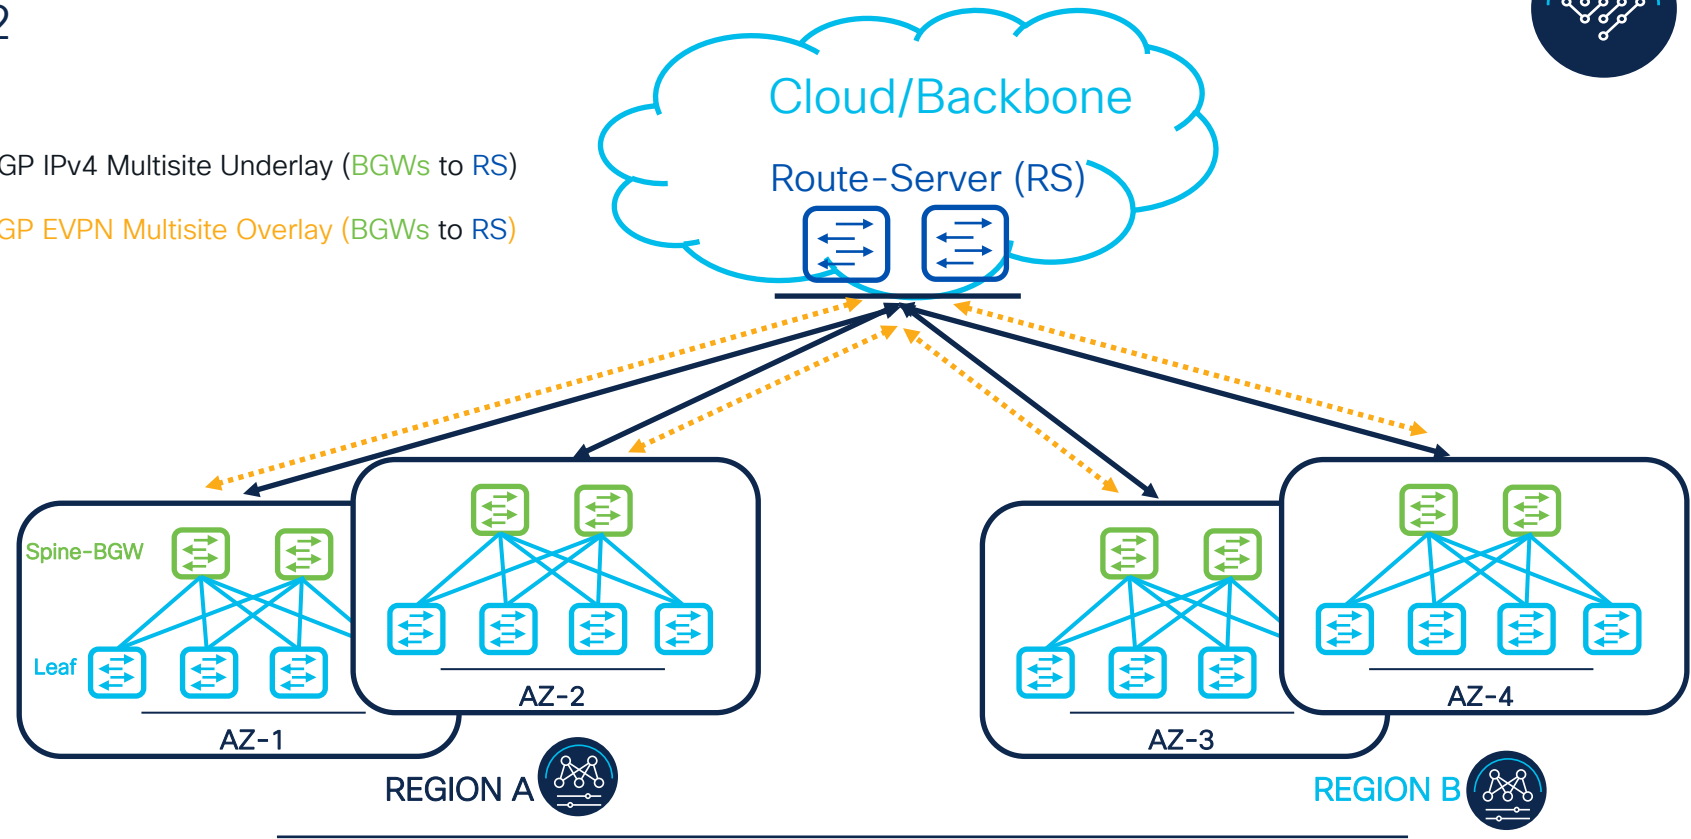 2
Cloud/Backbone
GP IPv4 Multisite Underlay (BGWs to RS)
Route-Server (RS)
GP EVPN Multisite Overlay (BGWs to RS)
Spine-BGW
Leaf
AZ-2
AZ-4
AZ-1
AZ-3
REGION A
REGION B